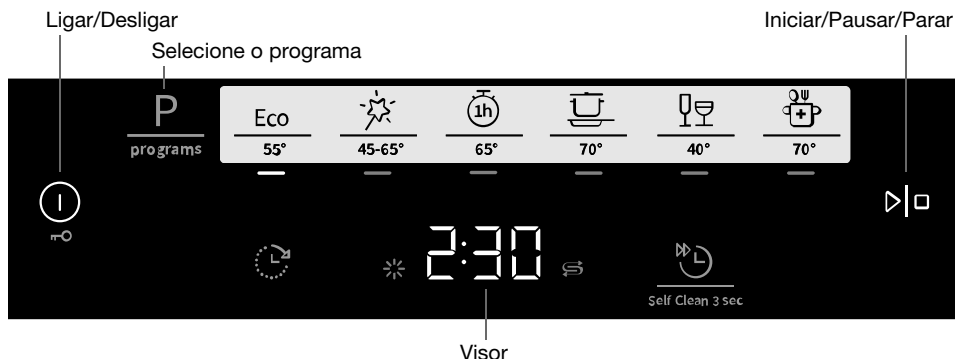 Ligar/Desligar
Iniciar/Pausar/Parar
Selecione o programa
P
programs
Eco
55°
45-65°
1h
65°
70°
40°
70°
2:30
Self Clean 3 sec
Visor